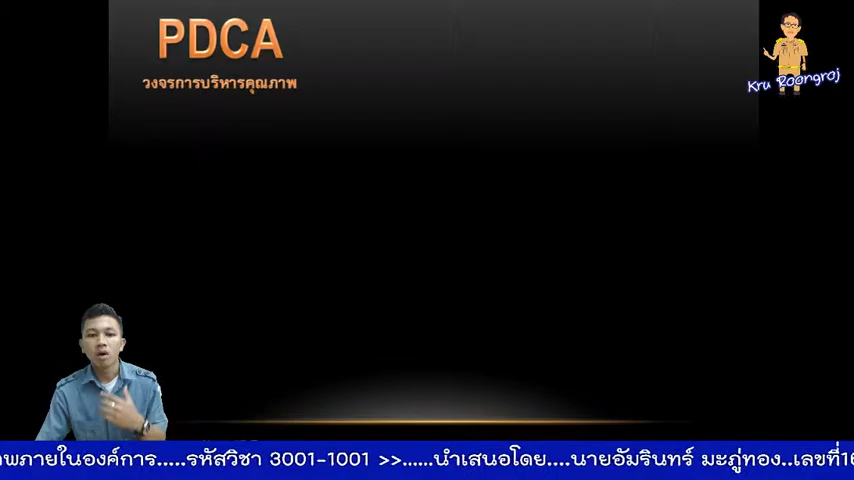 PDCA
วงจรการบริหารคุณภาพ
Kru Roongroj
ภายในองค์การ.....รหัสวิชา 3001-1001 >>......นำเสนอโดย....นายอัมรินทร์ มะภู่ทอง..เลขที่16